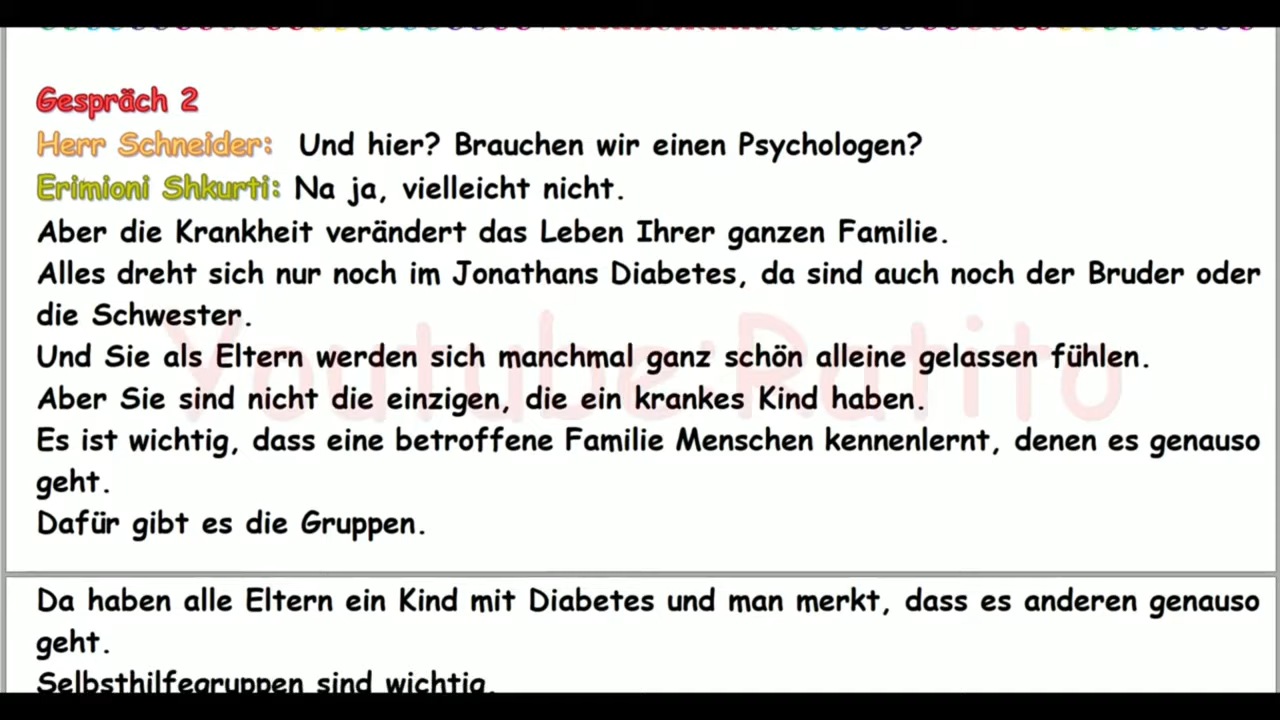 Gespräch 2
Herr Schneider: Und hier? Brauchen wir einen Psychologen?
Erimioni Shkurti: Na ja, vielleicht nicht.
Aber die Krankheit verändert das Leben Ihrer ganzen Familie.
Alles dreht sich nur noch im Jonathans Diabetes, da sind auch noch der Bruder oder
die Schwester.
Und Sie als Eltern werden sich manchmal ganz schön alleine gelassen fühlen.
Aber Sie sind nicht die einzigen, die ein krankes Kind haben.
Es ist wichtig, dass eine betroffene Familie Menschen kennenlernt, denen es genauso
geht.
Dafür gibt es die Gruppen.
Da haben alle Eltern ein Kind mit Diabetes und man merkt, dass es anderen genauso
geht.
Selbsthilfegruppen sind wichtig.
Youtube:Ratito